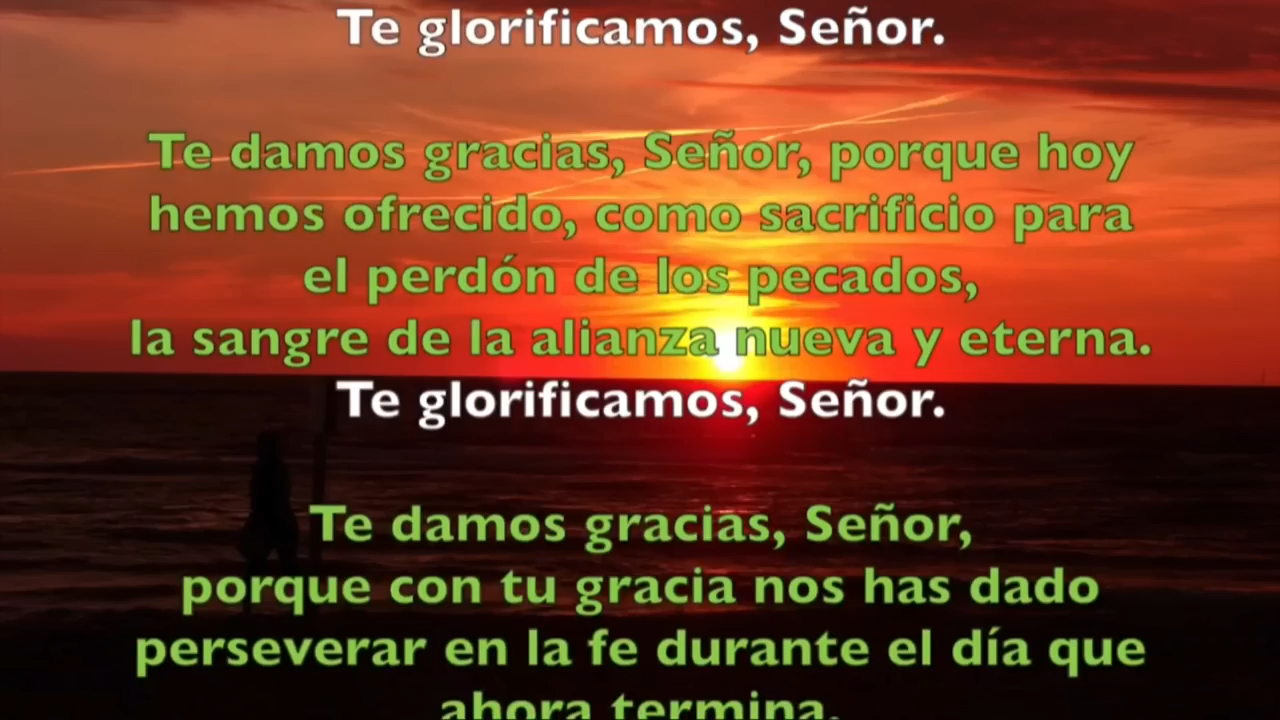 Te glorificamos, Señor.
Te damos gracias, Señor, porque hoy
hemos ofrecido, como sacrificio para
el perdón de los pecados,
la sangre de la alianza nueva y eterna.
Te glorificamos, Señor.
Te damos gracias, Señor,
porque con tu gracia nos has dado
perseverar en la fe durante el día que
ahora termina.